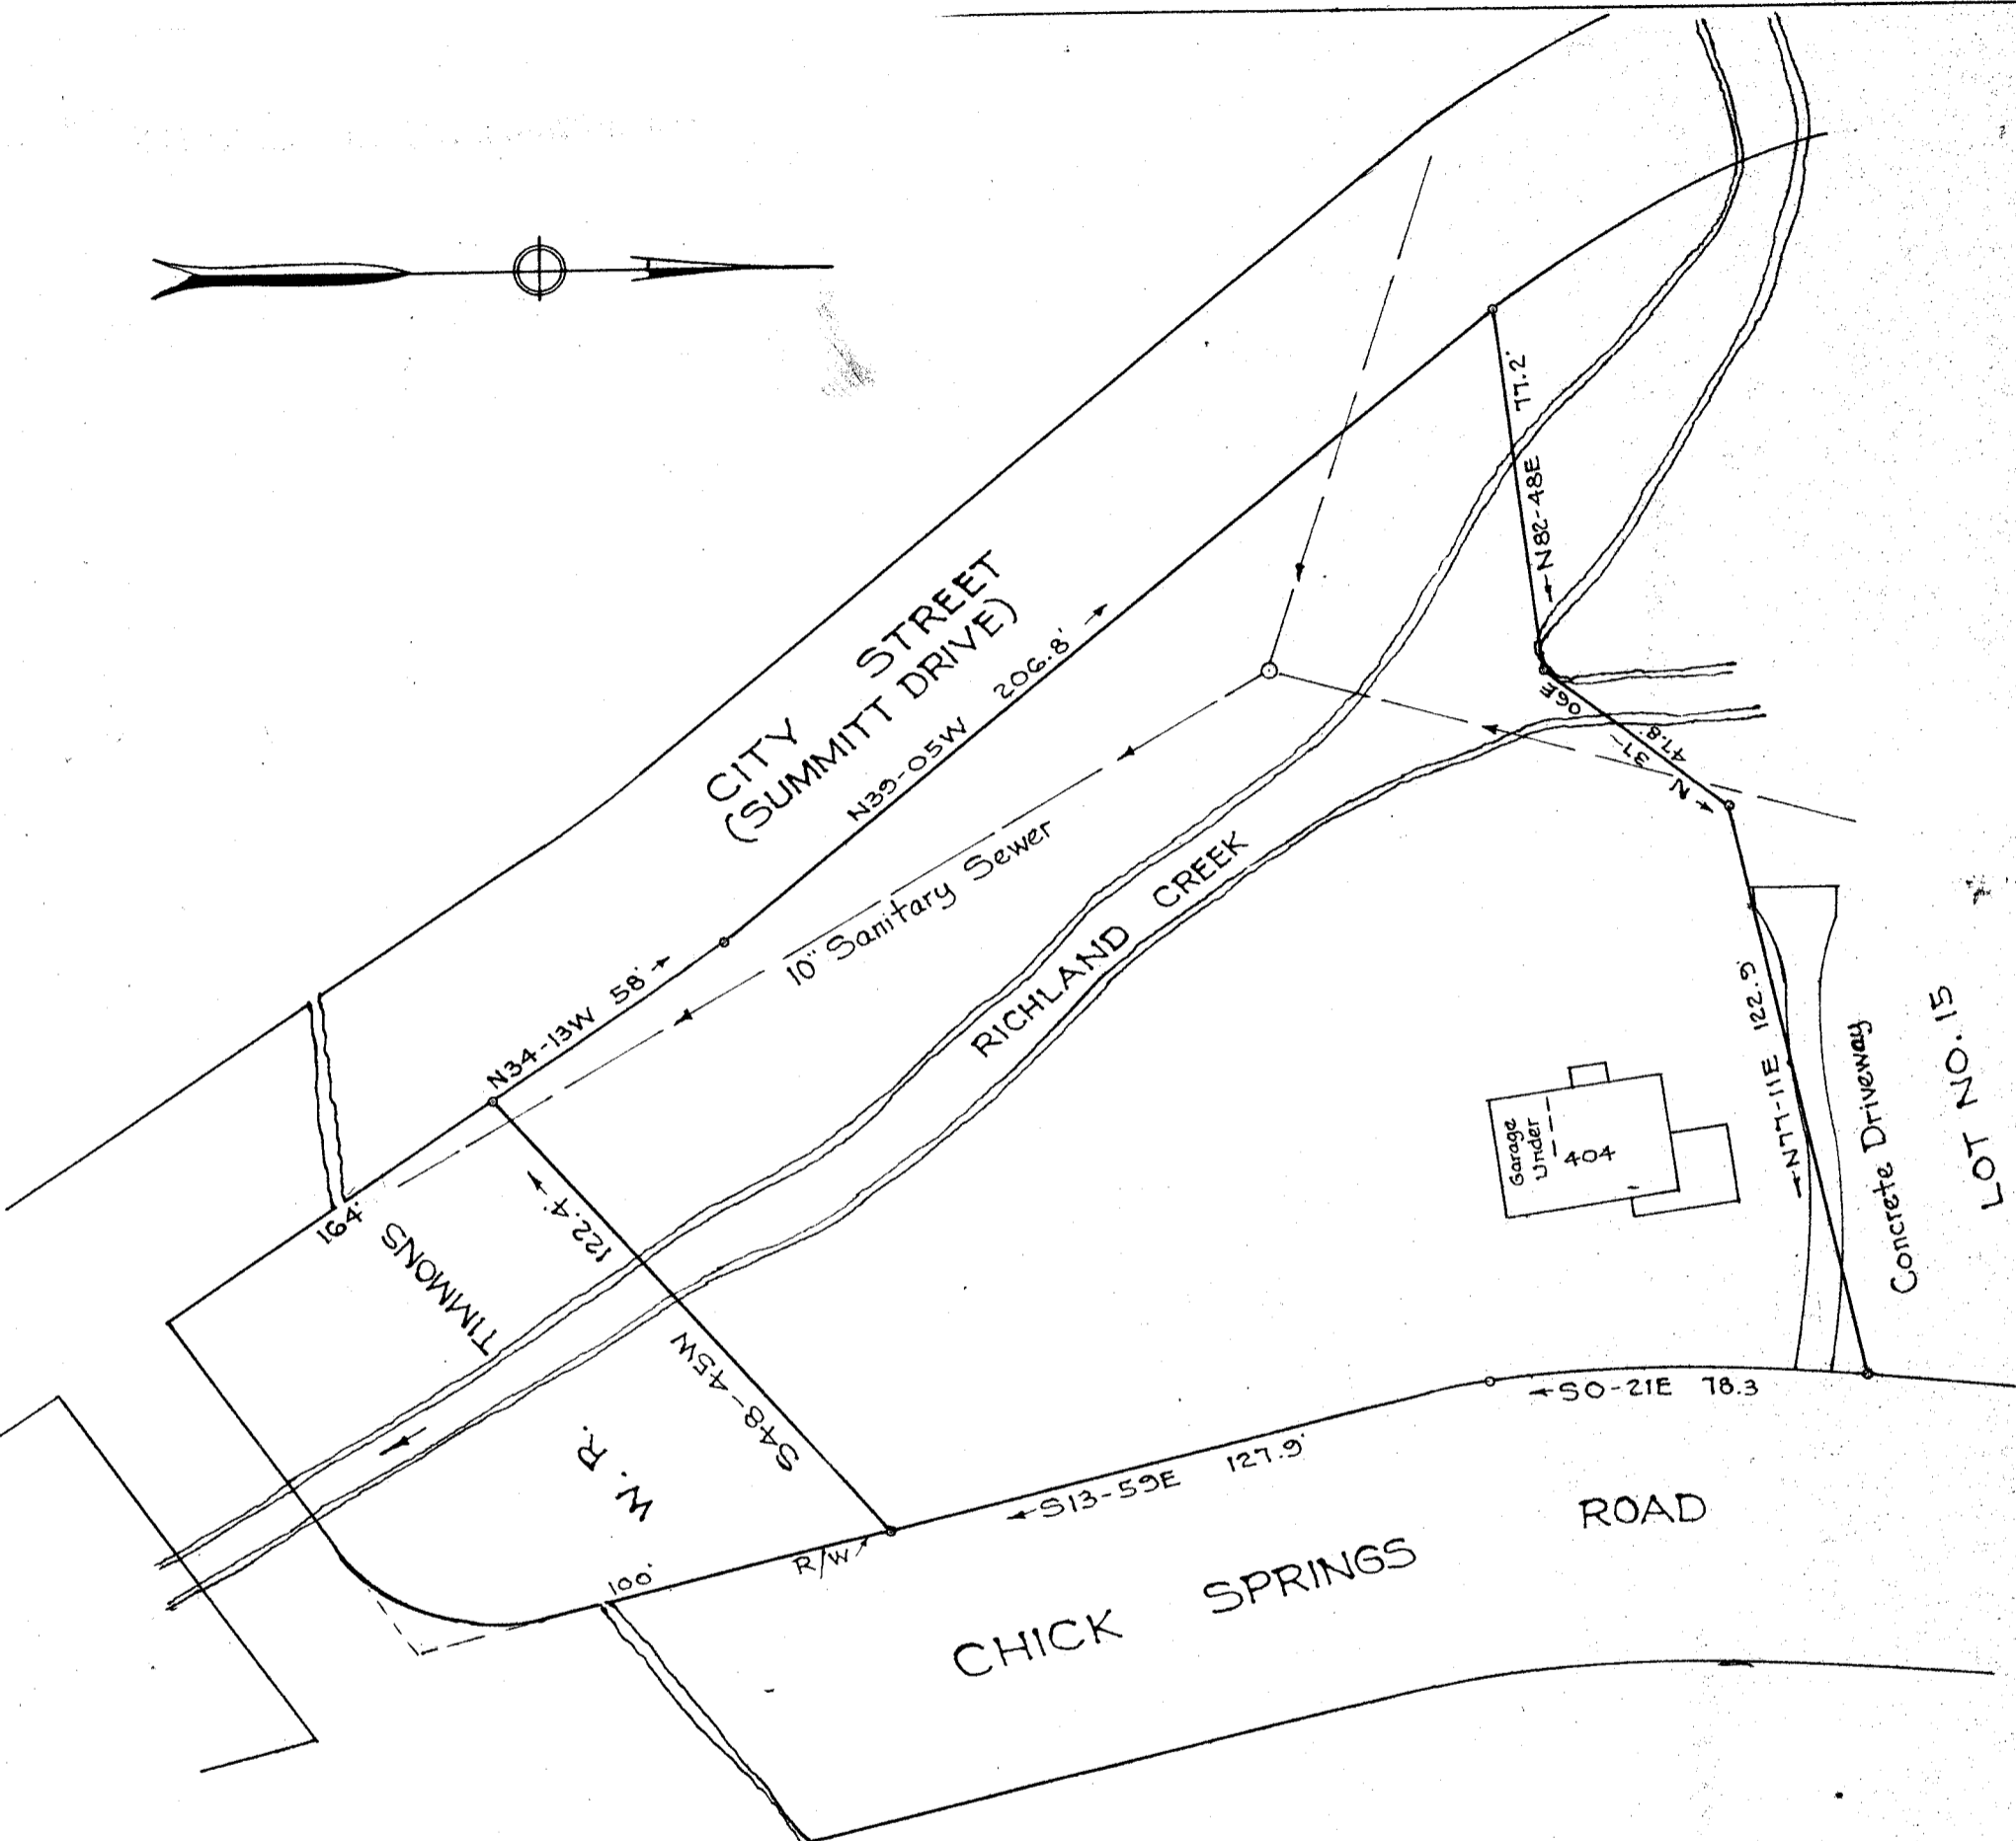 CITY STREET
(SUMMITT DRIVE)
N39-05W 206.8'
N34-13W 58'
10" Sanitary Sewer
RICHLAND CREEK
N82-48E 77.2'
N 37-06E
47.8'
N77-11E 122.9'
Concrete Driveway
LOT NO. 15
Garage
Under
404
S0-21E 78.3
S13-59E 127.9'
S48-45W 122.4'
164'
W. R. TIMMONS
100'
R/W
CHICK SPRINGS ROAD